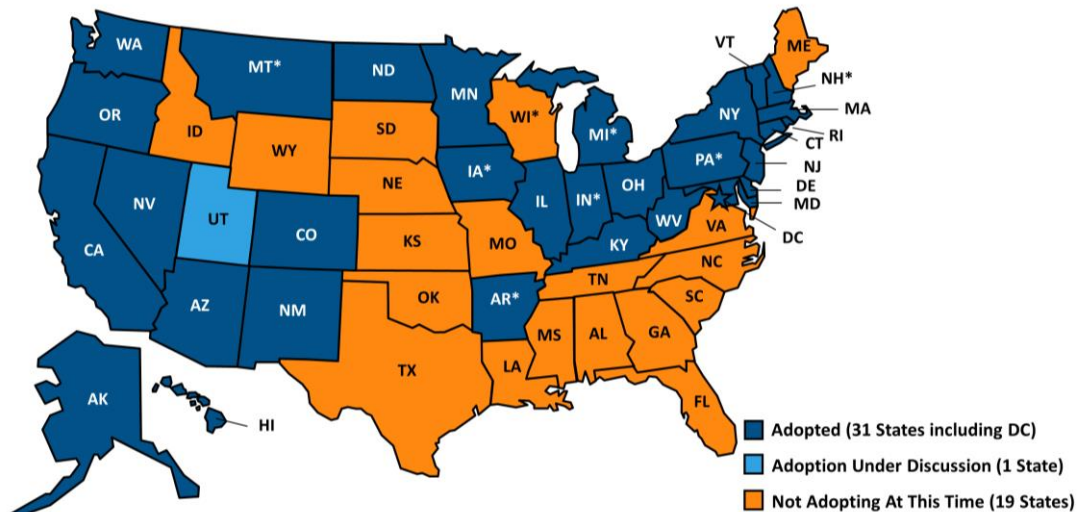 WA
MT*
ND
MN
OR
ID
WY
SD
WI*
MI*
VT
ME
NH*
NY
MA
RI
CT
NV
UT
NE
IA*
IL
IN*
OH
PA*
NJ
DE
MD
DC
CA
CO
KS
MO
WV
KY
VA
AZ
NM
OK
AR*
TN
NC
SC
TX
LA
MS
AL
GA
FL
AK
HI
Adopted (31 States including DC)
Adoption Under Discussion (1 State)
Not Adopting At This Time (19 States)